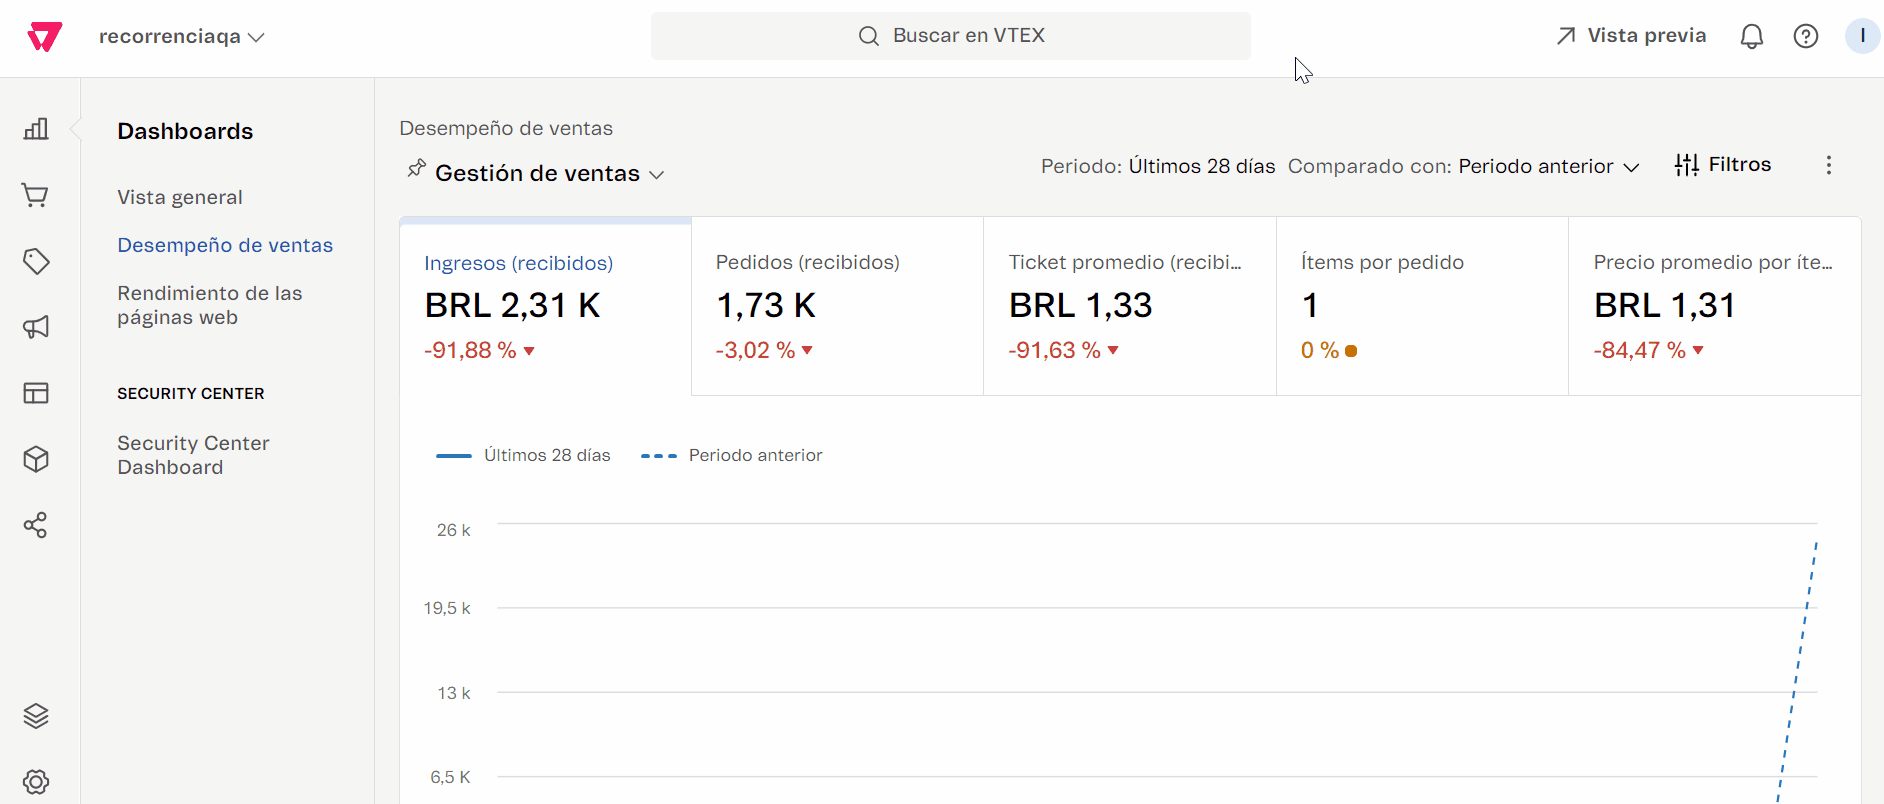 recorrenciaqa
Buscar en VTEX
Vista previa
I
Dashboards
Vista general
Desempeño de ventas
Rendimiento de las
páginas web
SECURITY CENTER
Security Center
Dashboard
Desempeño de ventas
Gestión de ventas
Periodo: Últimos 28 días Comparado con: Periodo anterior
Filtros
Ingresos (recibidos)
BRL 2,31 K
-91,88 %
Pedidos (recibidos)
1,73 K
-3,02 %
Ticket promedio (recibi...
BRL 1,33
-91,63 %
Ítems por pedido
1
0 %
Precio promedio por íte...
BRL 1,31
-84,47 %
Últimos 28 días
Periodo anterior
26 k
19,5 k
13 k
6,5 K